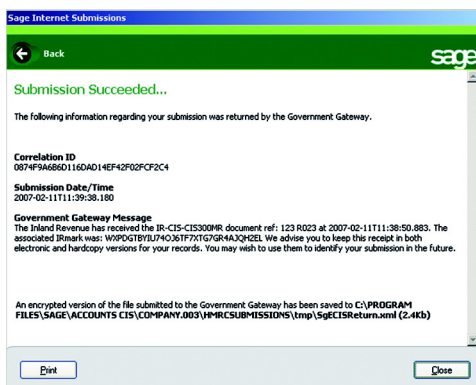 Sage Internet Submissions
Back
sage
Submission Succeeded...
The following information regarding your submission was returned by the Government Gateway.
Correlation ID
0874F9A6B6D116DAD14EF42F02FCF2C4
Submission Date/Time
2007-02-11T11:39:38.180
Government Gateway Message
The Inland Revenue has received the IR-CIS-CIS300MR document ref: 123 R023 at 2007-02-11T11:38:50.883. The
associated IRmark was: WXPDGTBYIU74OJ6TF7XTG7GR4AJQH2EL We advise you to keep this receipt in both
electronic and hardcopy versions for your records. You may wish to use them to identify your submission in the future.
An encrypted version of the file submitted to the Government Gateway has been saved to C:\PROGRAM
FILES\SAGE\ACCOUNTS CIS\COMPANY.003\HMRCSUBMISSIONS\tmp\SgECISReturn.xml (2.4Kb)
Print
Close